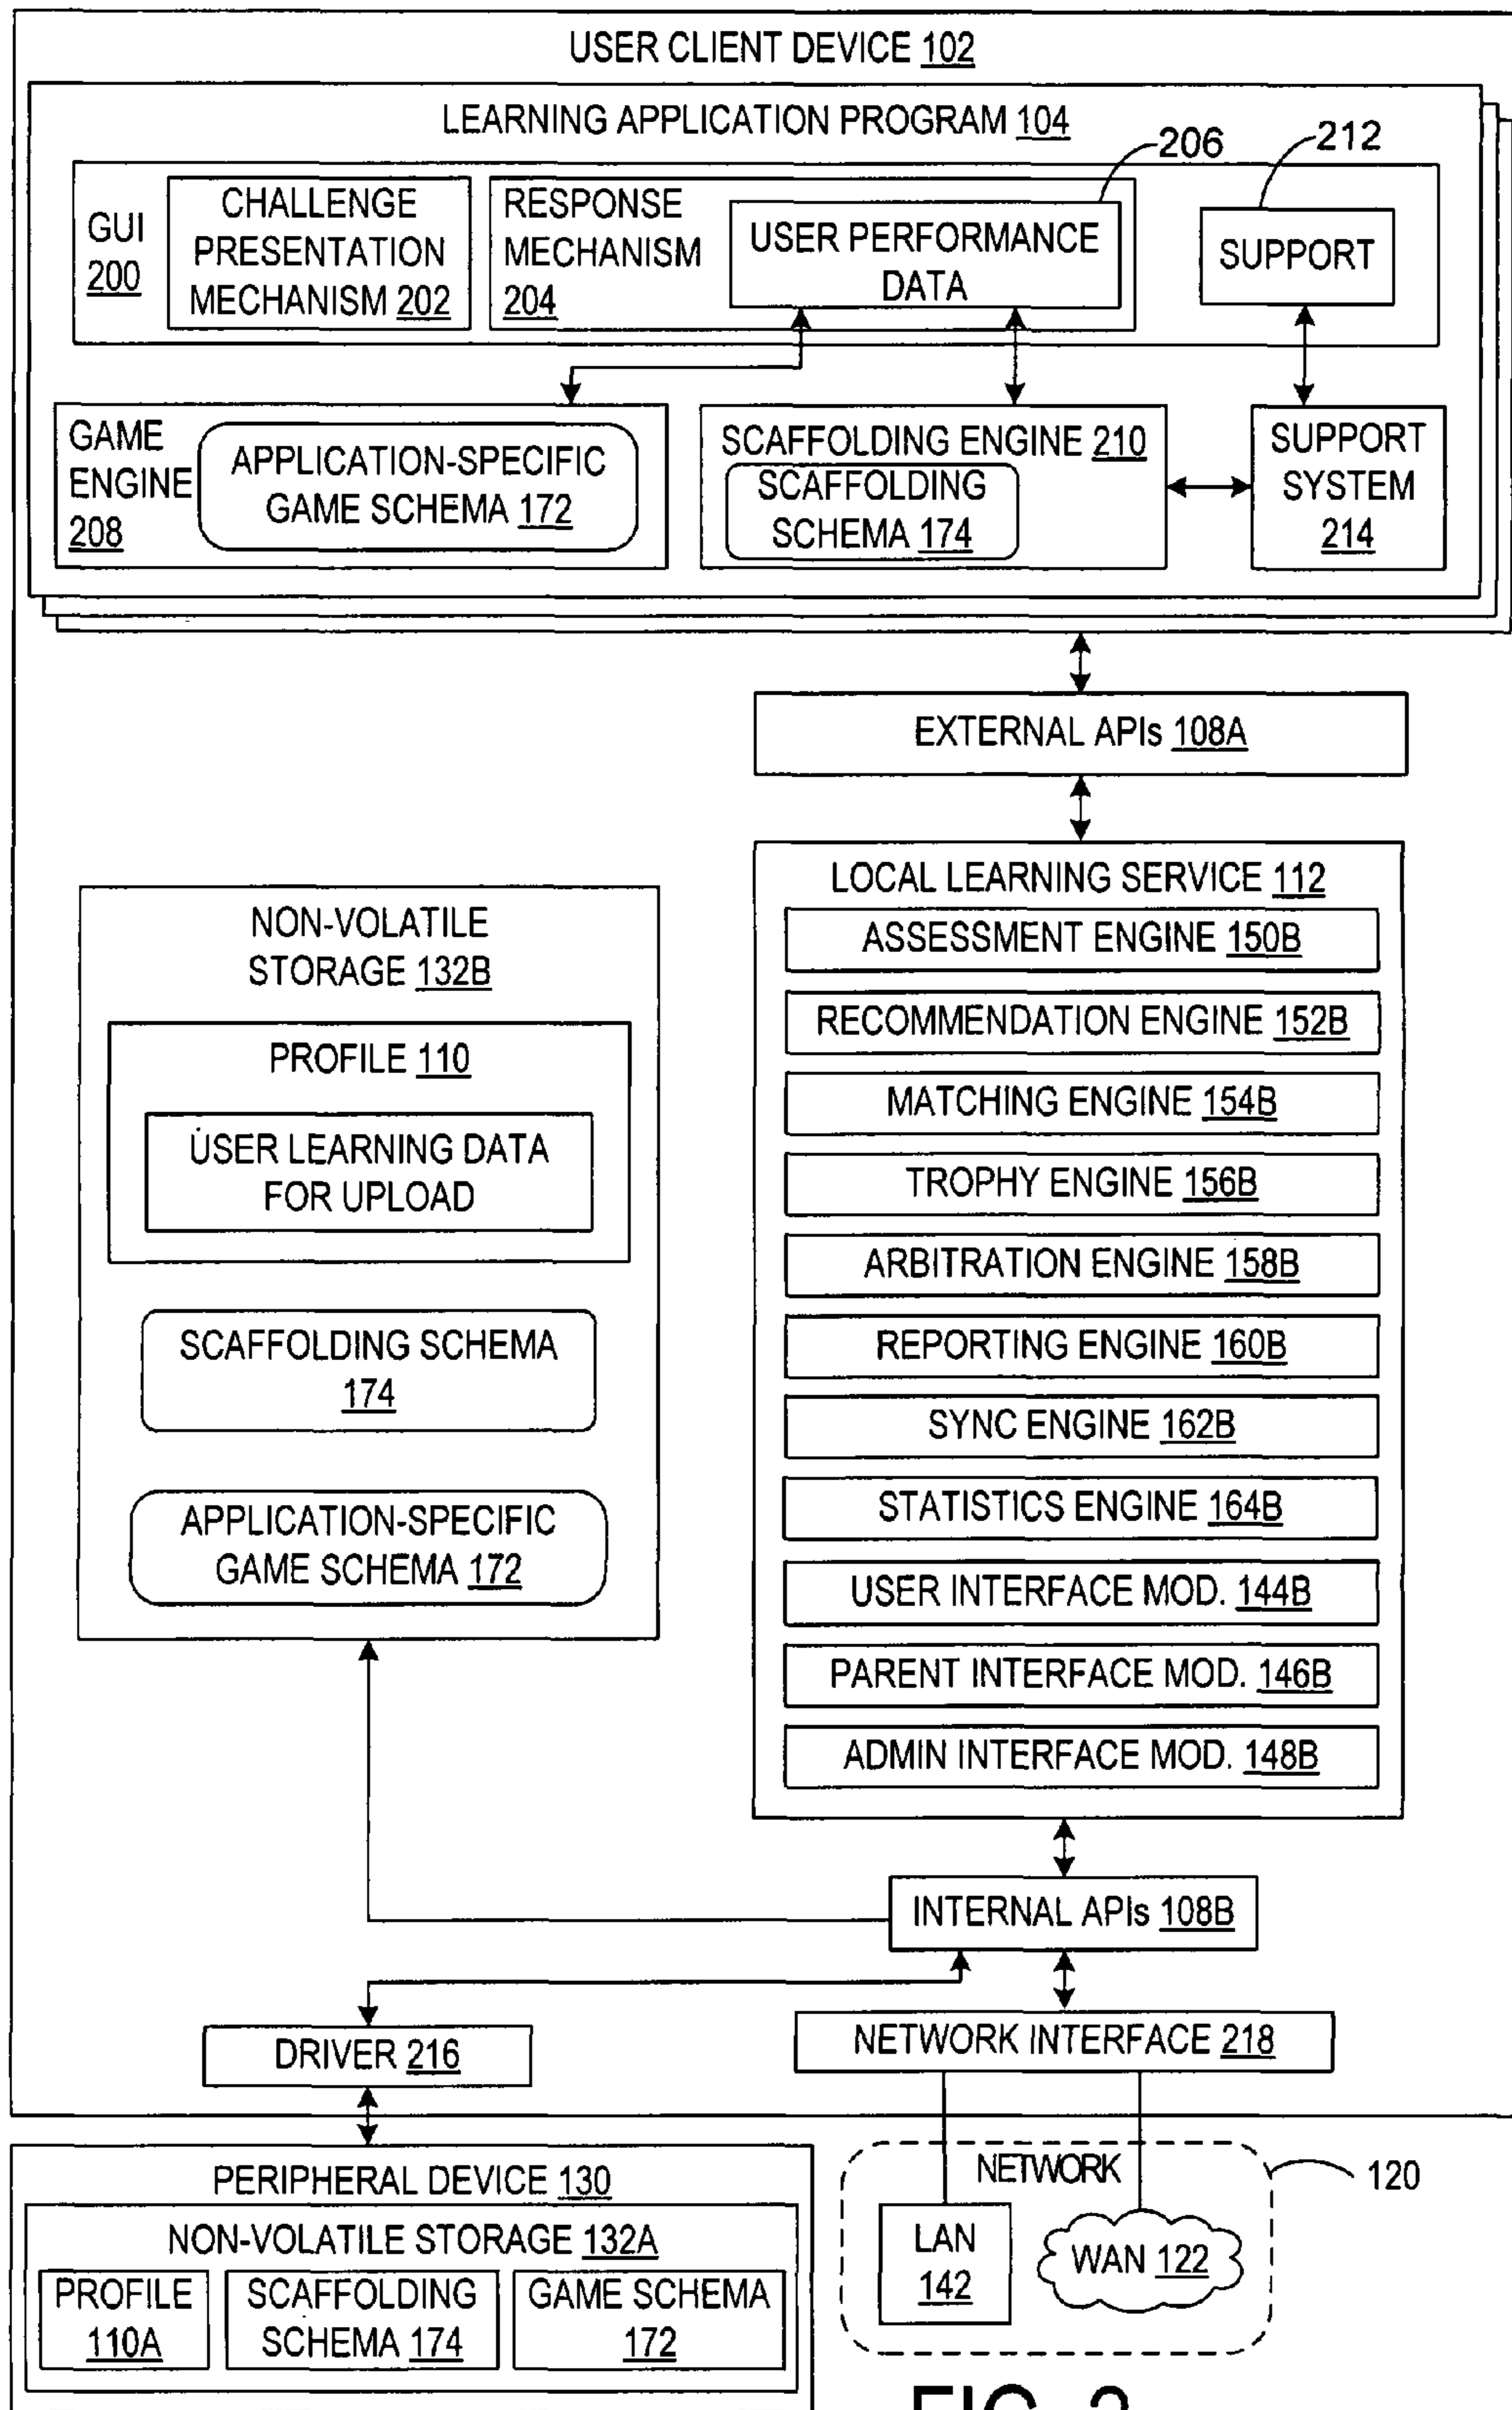 USER CLIENT DEVICE 102
LEARNING APPLICATION PROGRAM 104
206
212
GUI
200
CHALLENGE
PRESENTATION
MECHANISM 202
RESPONSE
MECHANISM
204
USER PERFORMANCE
DATA
SUPPORT
GAME
ENGINE
208
APPLICATION-SPECIFIC
GAME SCHEMA 172
SCAFFOLDING ENGINE 210
SCAFFOLDING
SCHEMA 174
SUPPORT
SYSTEM
214
EXTERNAL APIs 108A
NON-VOLATILE
STORAGE 132B
PROFILE 110
USER LEARNING DATA
FOR UPLOAD
SCAFFOLDING SCHEMA
174
APPLICATION-SPECIFIC
GAME SCHEMA 172
LOCAL LEARNING SERVICE 112
ASSESSMENT ENGINE 150B
RECOMMENDATION ENGINE 152B
MATCHING ENGINE 154B
TROPHY ENGINE 156B
ARBITRATION ENGINE 158B
REPORTING ENGINE 160B
SYNC ENGINE 162B
STATISTICS ENGINE 164B
USER INTERFACE MOD. 144B
PARENT INTERFACE MOD. 146B
ADMIN INTERFACE MOD. 148B
INTERNAL APIs 108B
DRIVER 216
NETWORK INTERFACE 218
PERIPHERAL DEVICE 130
NON-VOLATILE STORAGE 132A
PROFILE
110A
SCAFFOLDING
SCHEMA 174
GAME SCHEMA
172
NETWORK
120
LAN
142
WAN 122